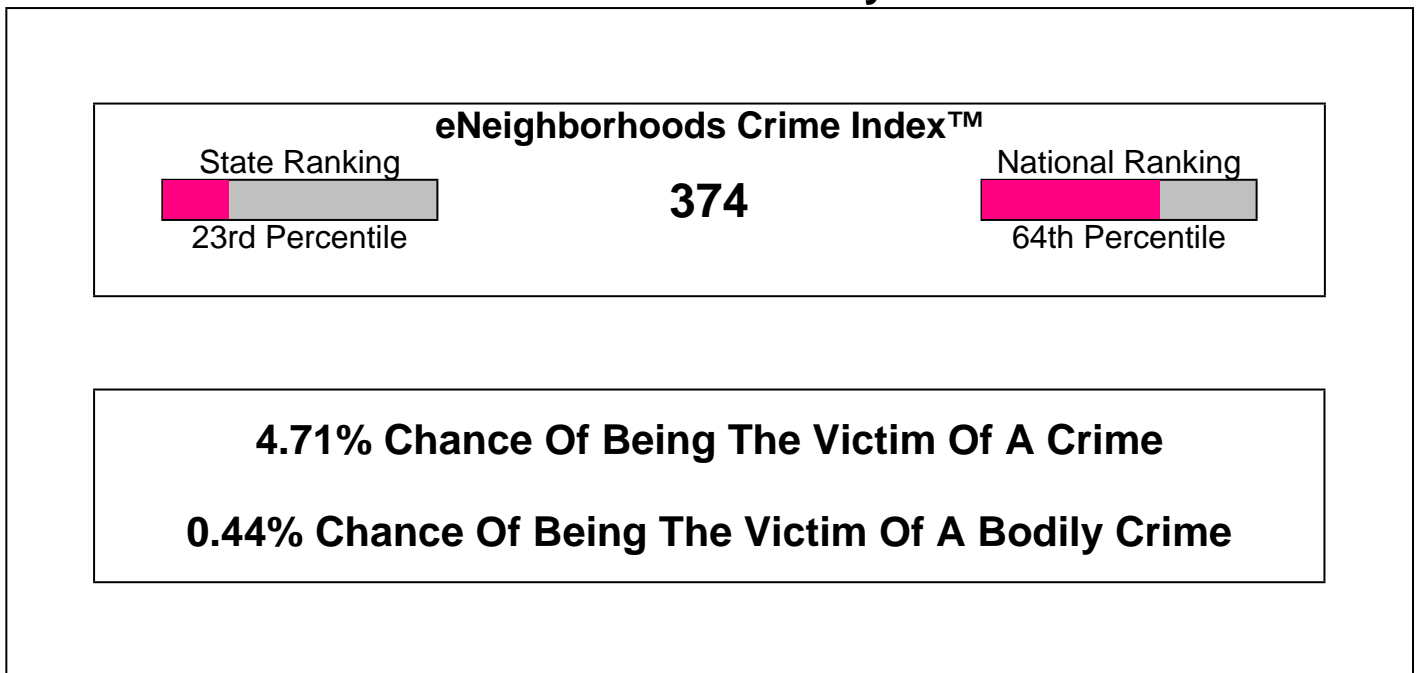 eNeighborhoods Crime Index™
State Ranking
374
National Ranking
23rd Percentile
64th Percentile
4.71% Chance Of Being The Victim Of A Crime
0.44% Chance Of Being The Victim Of A Bodily Crime